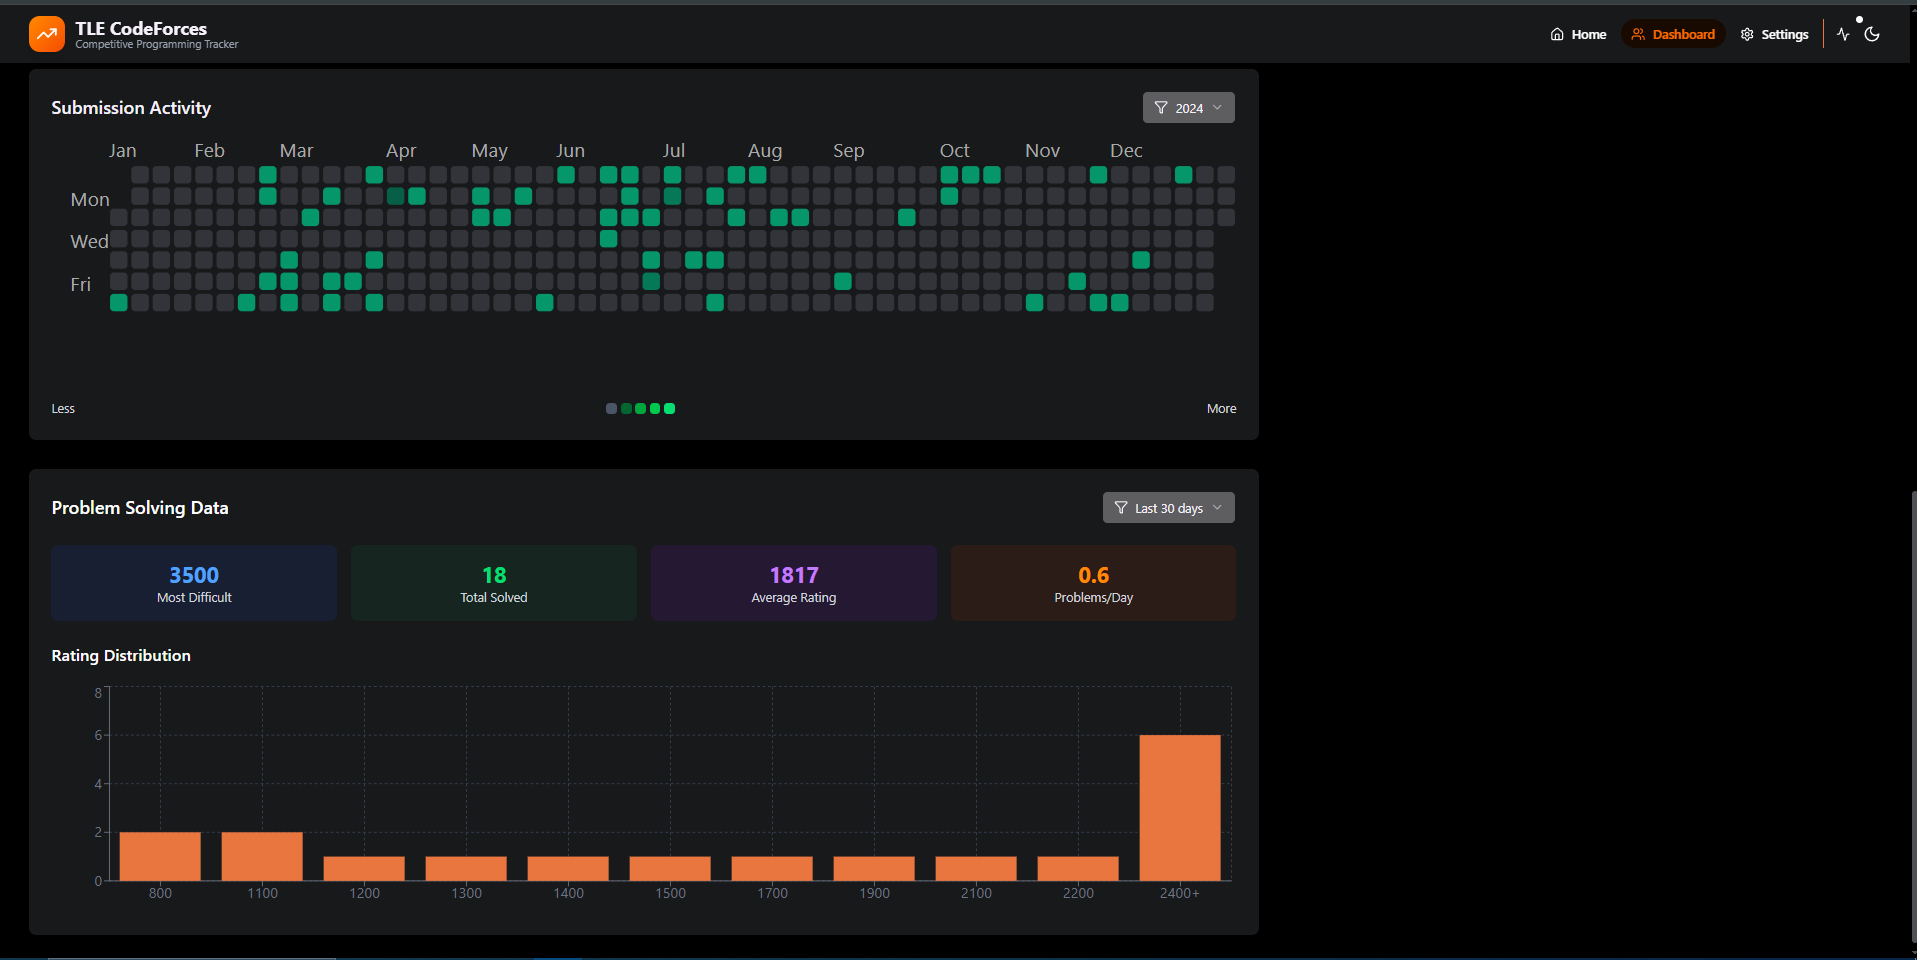 TLE CodeForces
Competitive Programming Tracker
Home
Dashboard
Settings
Submission Activity
2024
Jan Feb Mar Apr May Jun Jul Aug Sep Oct Nov Dec
Mon
Wed
Fri
Less
More
Problem Solving Data
Last 30 days
3500
Most Difficult
18
Total Solved
1817
Average Rating
0.6
Problems/Day
Rating Distribution
8
6
4
2
0
800 1100 1200 1300 1400 1500 1700 1900 2100 2200 2400+